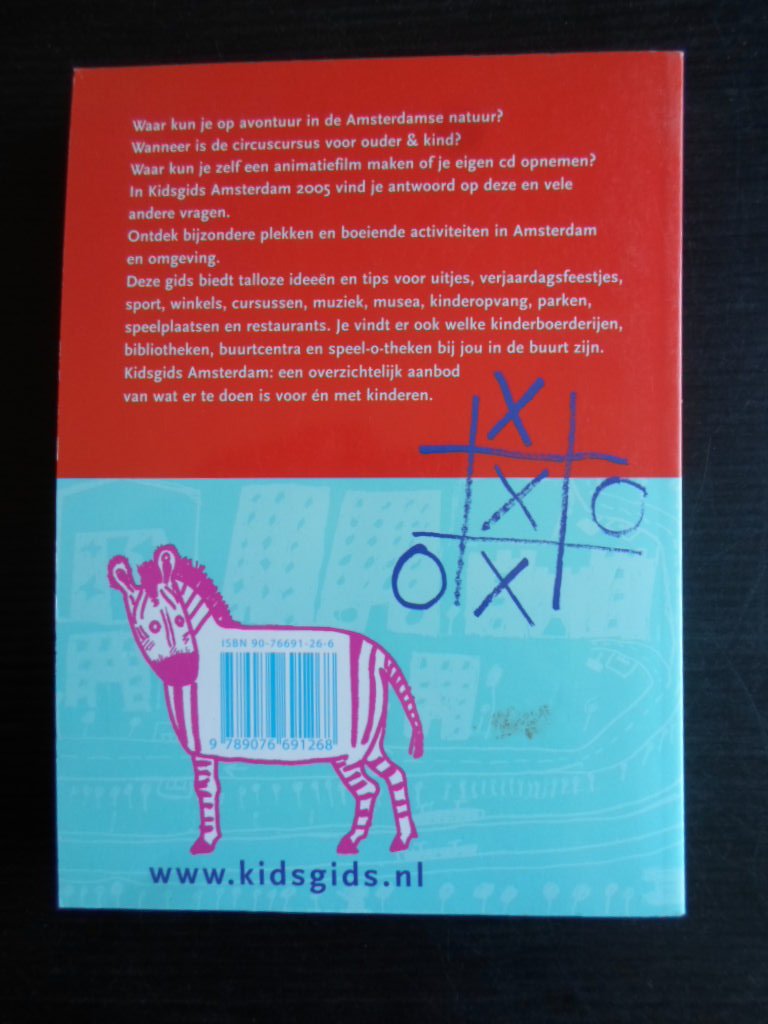 Waar kun je op avontuur in de Amsterdamse natuur?
Wanneer is de circuscursus voor ouder & kind?
Waar kun je zelf een animatiefilm maken of je eigen cd opnemen?
In Kidsgids Amsterdam 2005 vind je antwoord op deze en vele
andere vragen.
Ontdek bijzondere plekken en boeiende activiteiten in Amsterdam
en omgeving.
Deze gids biedt talloze ideeën en tips voor uitjes, verjaardagsfeestjes,
sport, winkels, cursussen, muziek, musea, kinderopvang, parken,
speelplaatsen en restaurants. Je vindt er ook welke kinderboerderijen,
bibliotheken, buurtcentra en speel-o-theken bij jou in de buurt zijn.
Kidsgids Amsterdam: een overzichtelijk aanbod
van wat er te doen is voor én met kinderen.
X
X O
O X
ISBN 90-76691-26-6
9 789076 691268
www.kidsgids.nl